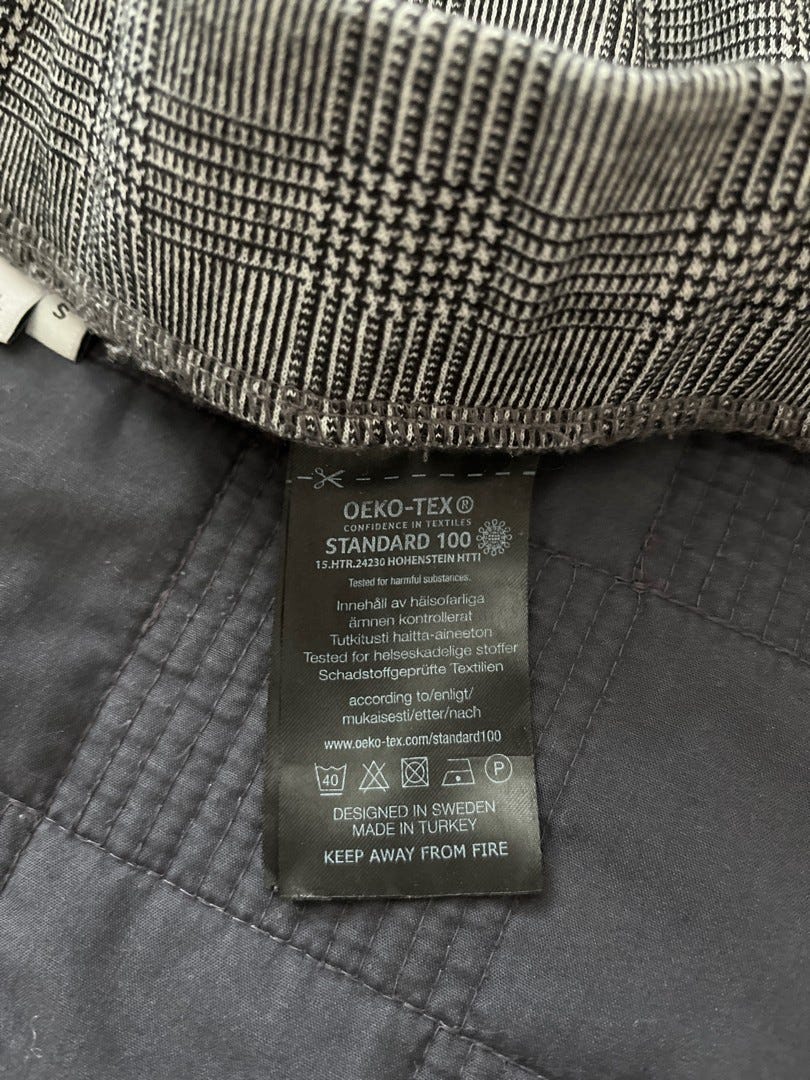 S
OEKO-TEX®
CONFIDENCE IN TEXTILES
STANDARD 100
15.HTR.24230 HOHENSTEIN HTTI
Tested for harmful substances.
Innehåll av hälsofarliga
ämnen kontrollerat
Tutkitusti haitta-aineeton
Tested for helseskadelige stoffer
Schadstoffgeprüfte Textilien
according to/enligt/
mukaisesti/etter/nach
www.oeko-tex.com/standard100
40 P
DESIGNED IN SWEDEN
MADE IN TURKEY
KEEP AWAY FROM FIRE